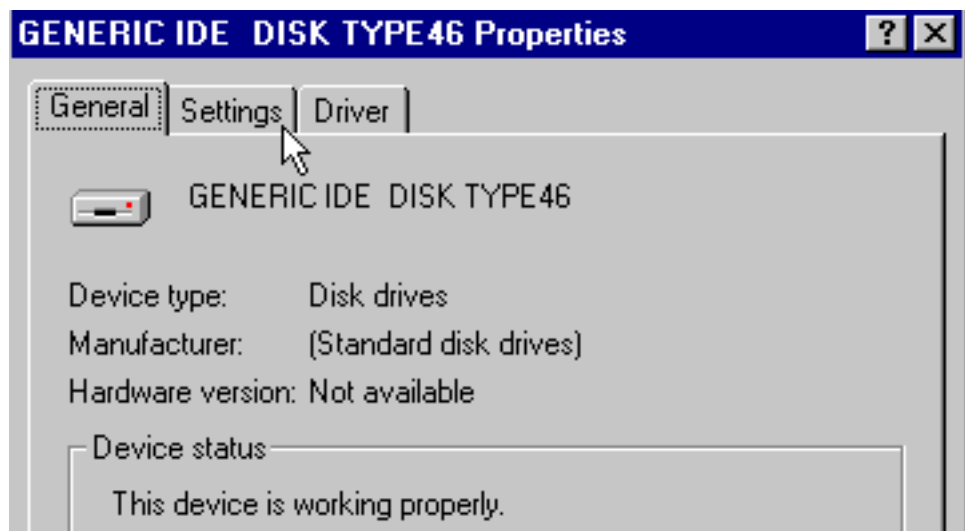 GENERIC IDE  DISK TYPE46 Properties
General Settings Driver
GENERIC IDE  DISK TYPE46
Device type: Disk drives
Manufacturer: (Standard disk drives)
Hardware version: Not available
Device status
This device is working properly.